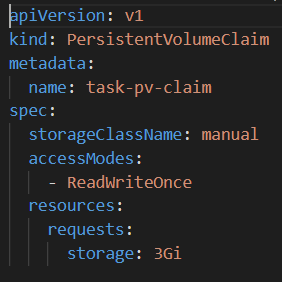 apiVersion: v1
kind: PersistentVolumeClaim
metadata:
  name: task-pv-claim
spec:
  storageClassName: manual
  accessModes:
    - ReadWriteOnce
  resources:
    requests:
      storage: 3Gi